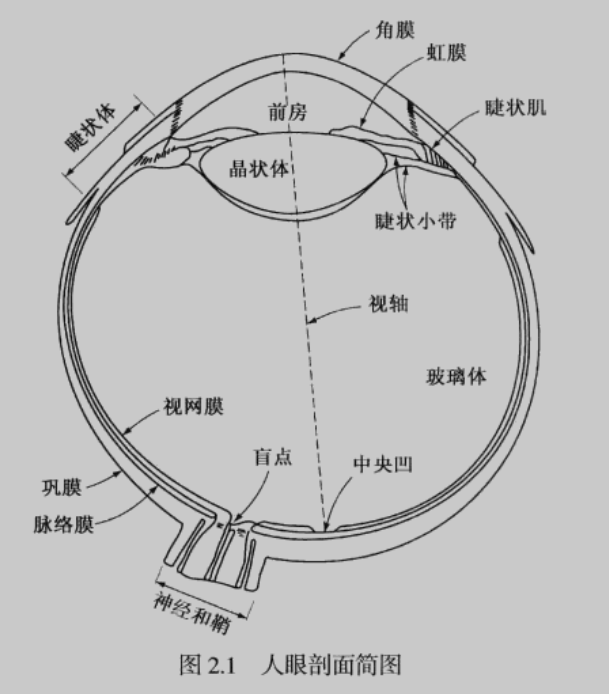 角膜
虹膜
睫状体
前房
睫状肌
晶状体
睫状小带
视轴
玻璃体
视网膜
盲点
中央凹
巩膜
脉络膜
神经和鞘
图 2.1 人眼剖面简图